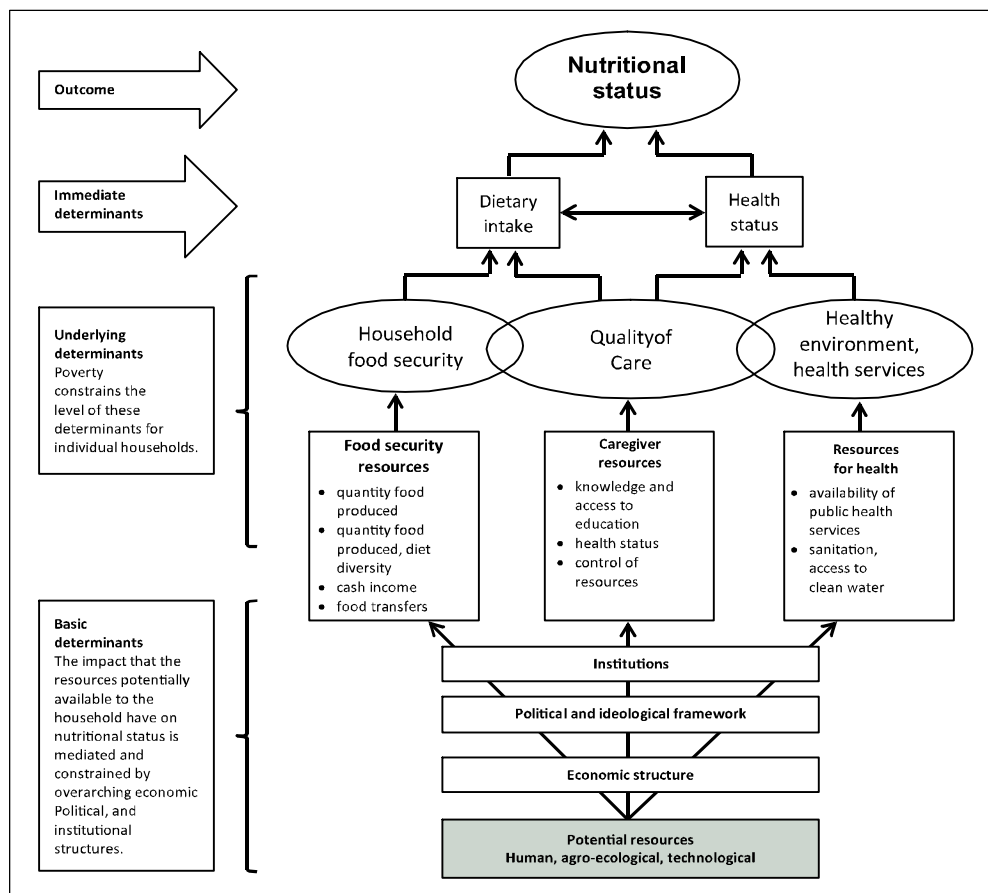 Outcome
Nutritional
status
Immediate
determinants
Dietary
intake
Health
status
Underlying
determinants
Poverty
constrains the
level of these
determinants for
individual households.
Household
food security
Qualityof
Care
Healthy
environment,
health services
Food security
resources
• quantity food
produced
• quantity food
produced, diet
diversity
• cash income
• food transfers
Caregiver
resources
• knowledge and
access to
education
• health status
• control of
resources
Resources
for health
• availability of
public health
services
• sanitation,
access to
clean water
Basic
determinants
The impact that the
resources potentially
available to the
household have on
nutritional status is
mediated and
constrained by
overarching economic
Political, and
institutional
structures.
Institutions
Political and ideological framework
Economic structure
Potential resources
Human, agro-ecological, technological